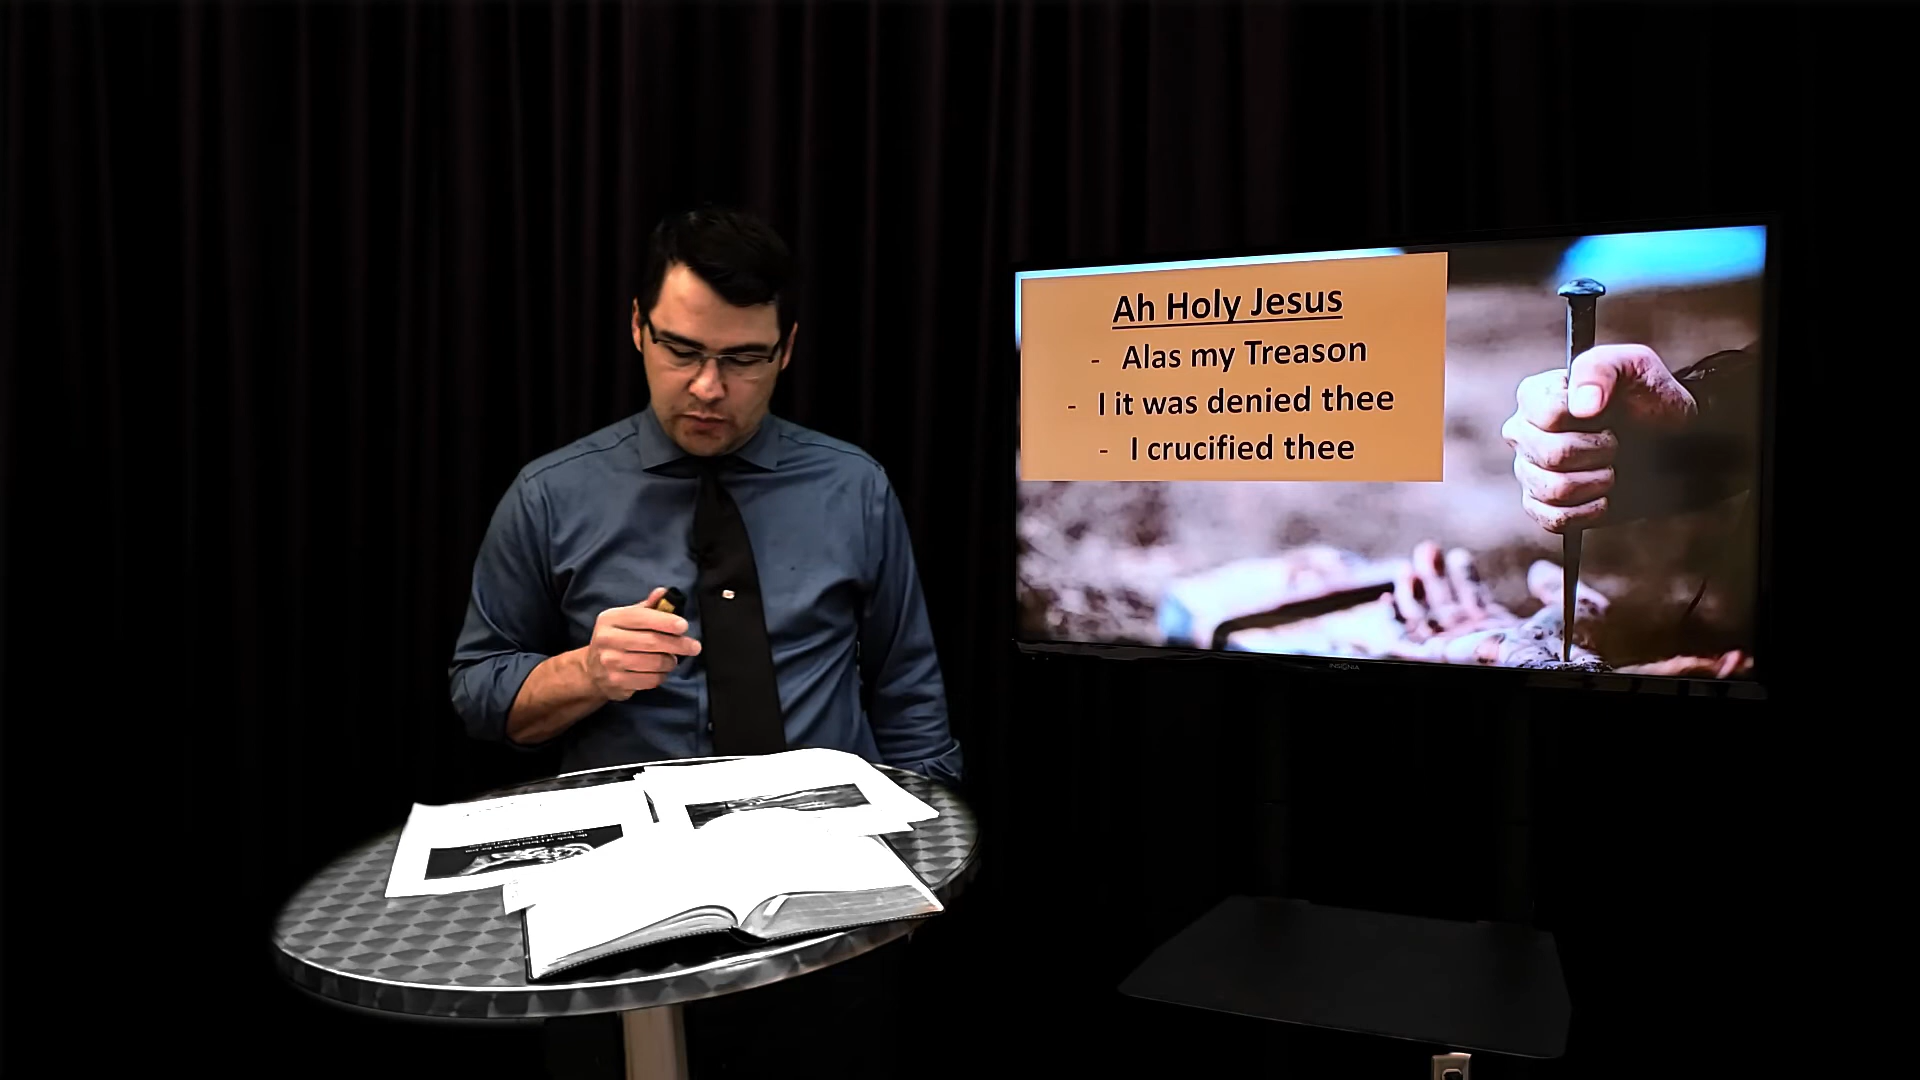 Ah Holy Jesus
- Alas my Treason
- I it was denied thee
- I crucified thee
INSIGNIA